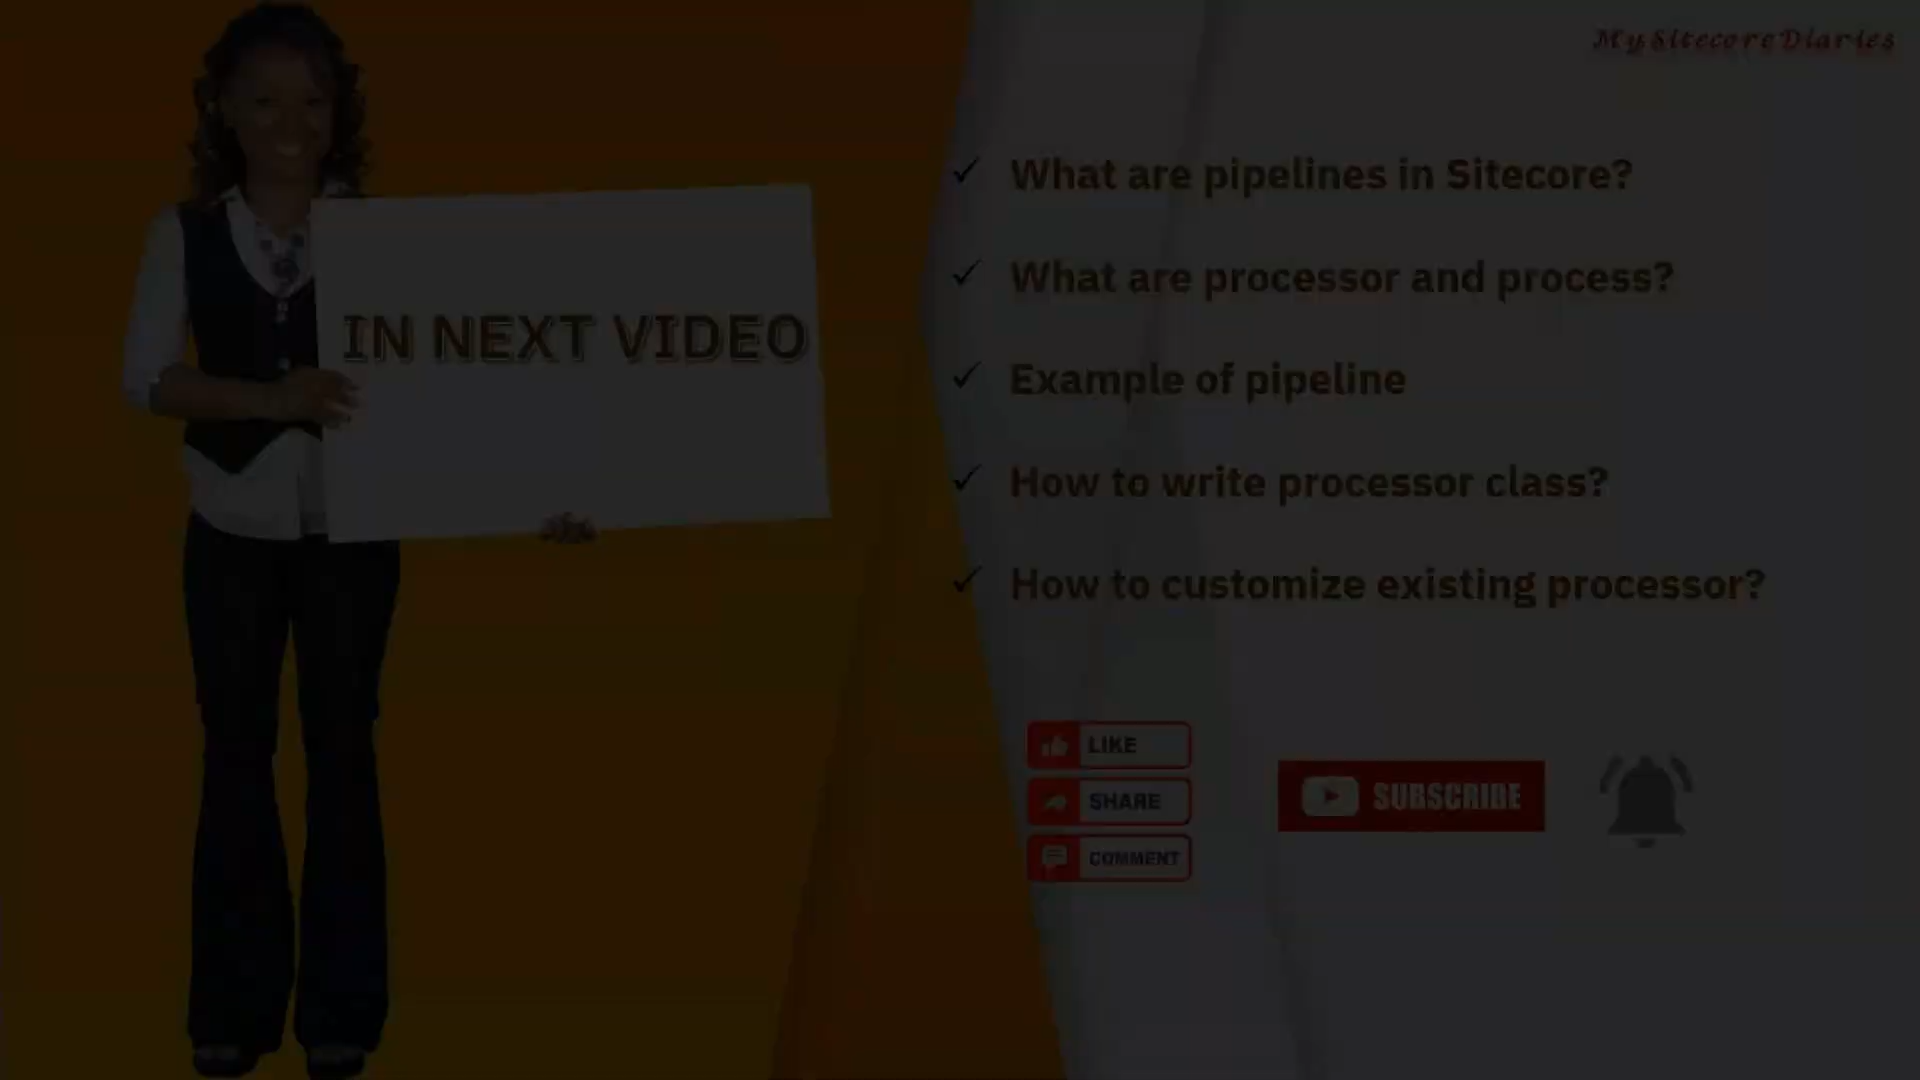 MySitecoreDiaries
IN NEXT VIDEO
What are pipelines in Sitecore?
What are processor and process?
Example of pipeline
How to write processor class?
How to customize existing processor?
LIKE
SHARE
COMMENT
SUBSCRIBE